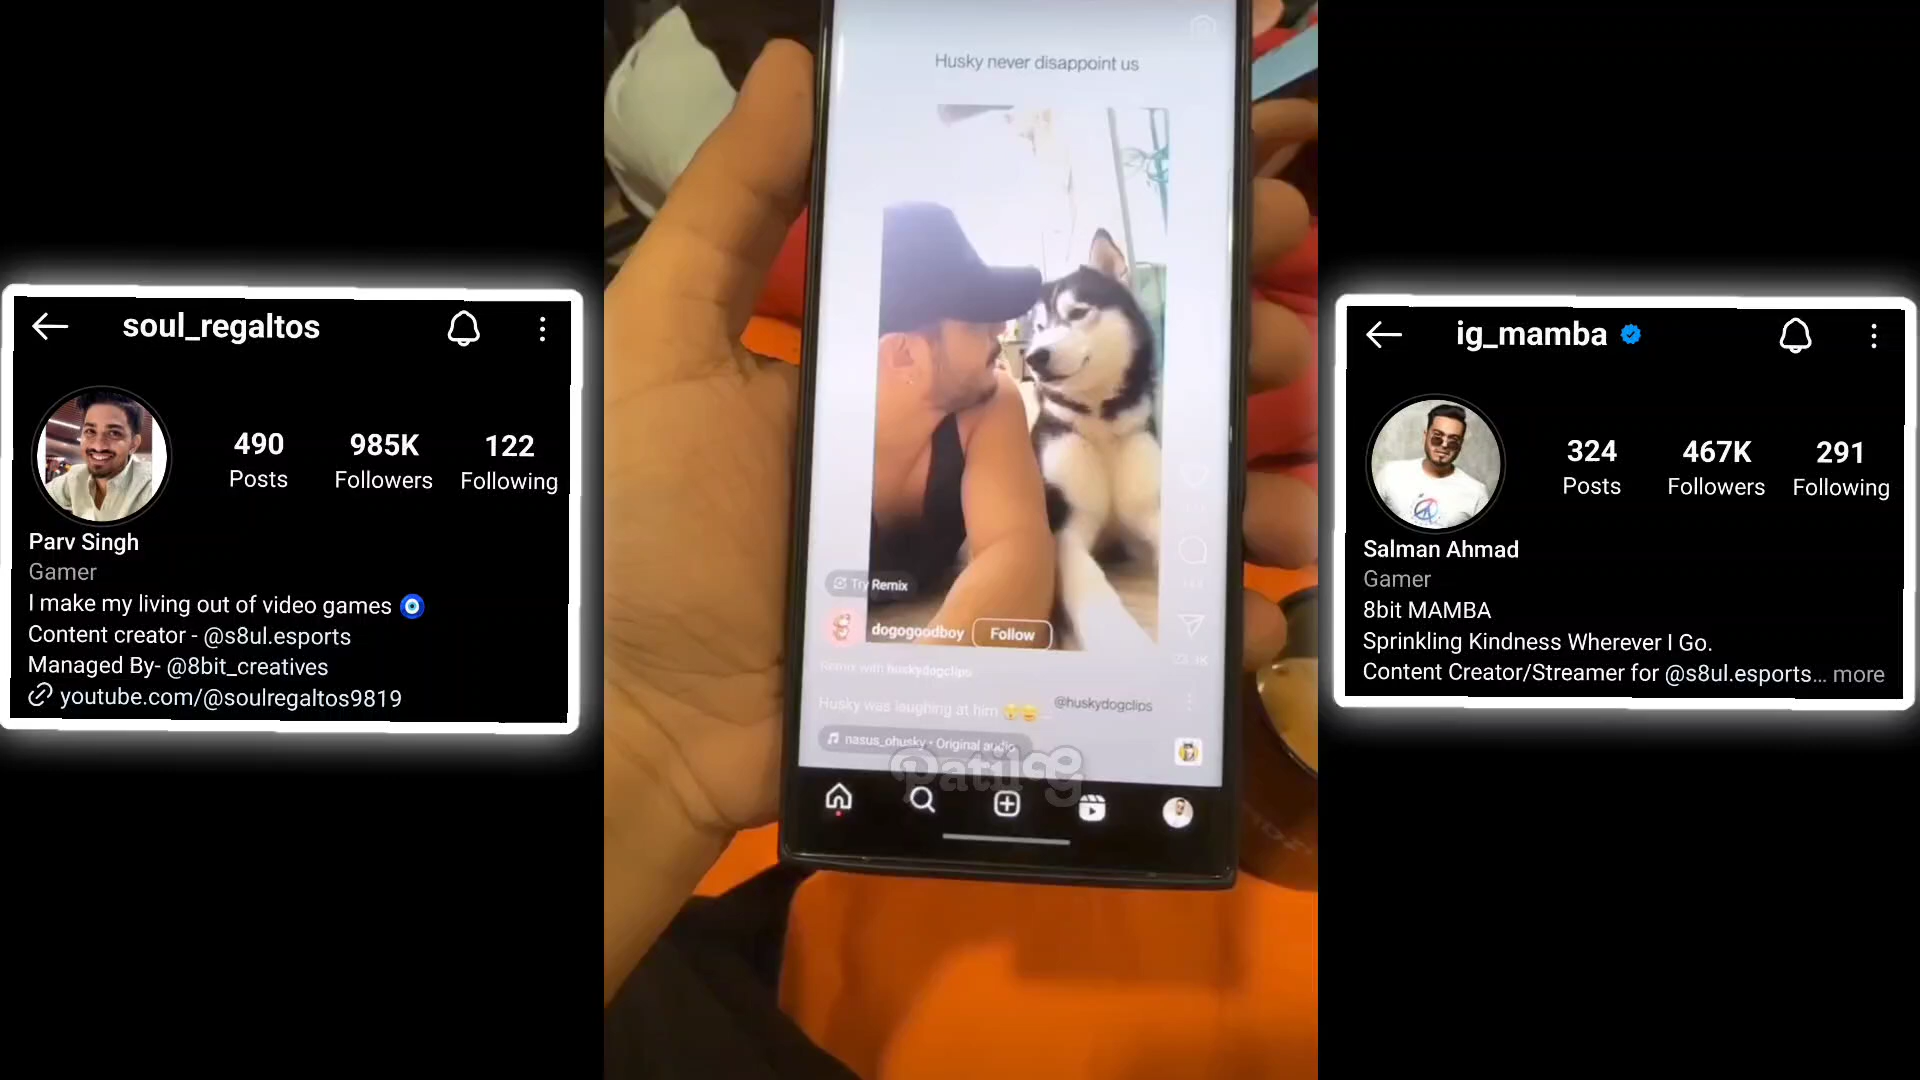 soul_regaltos
490
985K
122
Posts
Followers
Following
Parv Singh
Gamer
I make my living out of video games
Content creator - @s8ul.esports
Managed By- @8bit_creatives
youtube.com/@soulregaltos9819
Husky never disappoint us
Try Remix
dogogoodboy
Follow
Remix with huskydogclips
Husky was laughing at him
@huskydogclips
nasus_ohusky • Original audio
ig_mamba
324
467K
291
Posts
Followers
Following
Salman Ahmad
Gamer
8bit MAMBA
Sprinkling Kindness Wherever I Go.
Content Creator/Streamer for @s8ul.esports... more